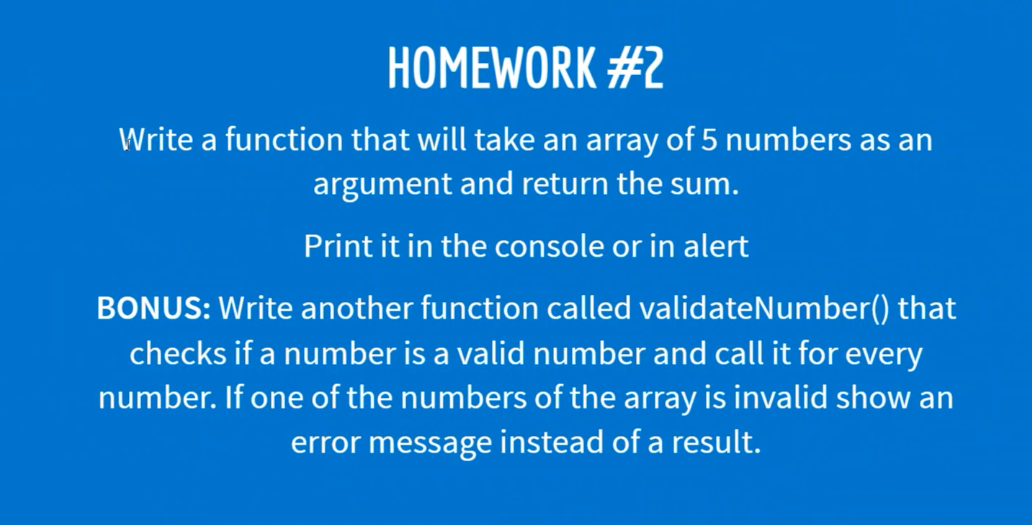 HOMEWORK #2
Write a function that will take an array of 5 numbers as an
argument and return the sum.
Print it in the console or in alert
BONUS: Write another function called validateNumber() that
checks if a number is a valid number and call it for every
number. If one of the numbers of the array is invalid show an
error message instead of a result.